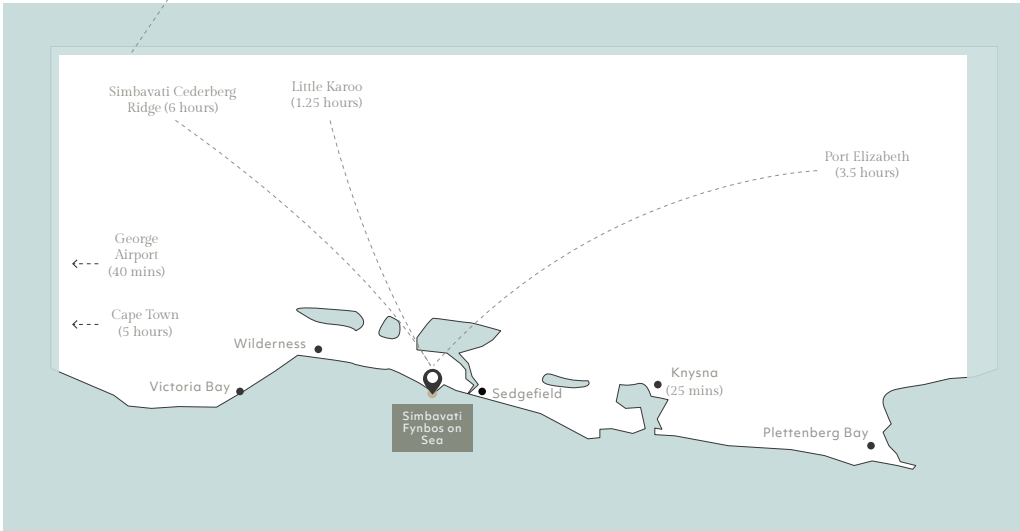 Simbavati Cederberg
Ridge (6 hours)
Little Karoo
(1.25 hours)
Port Elizabeth
(3.5 hours)
George
Airport
(40 mins)
Cape Town
(5 hours)
Wilderness
Victoria Bay
Sedgefield
Knysna
(25 mins)
Plettenberg Bay
Simbavati
Fynbos on
Sea